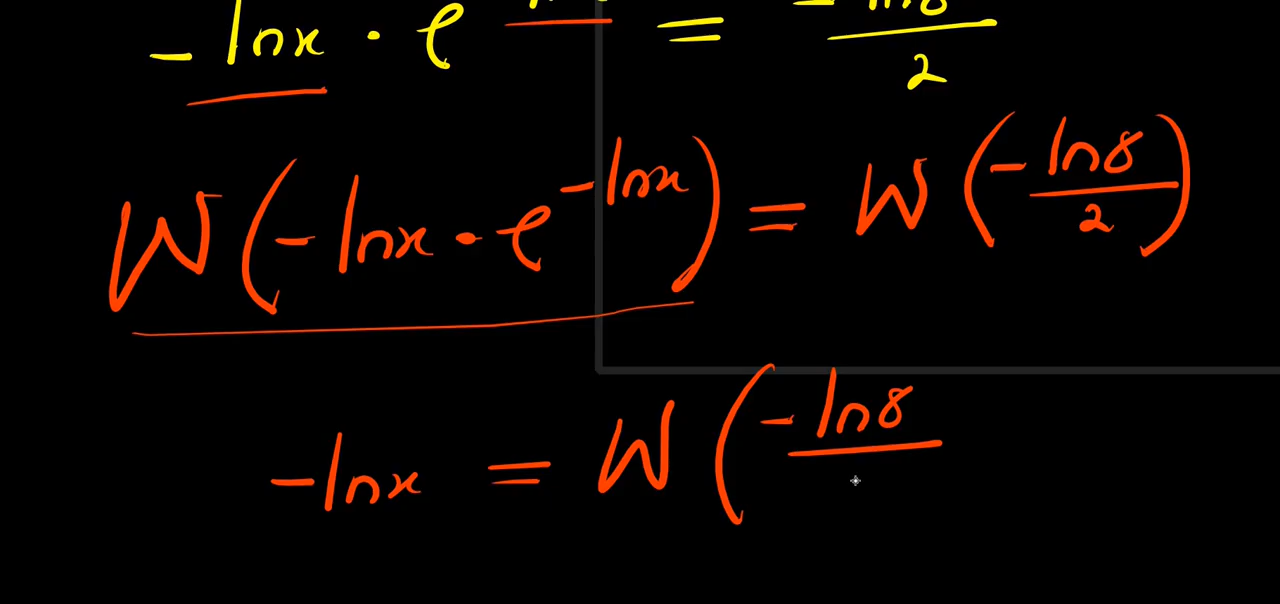 -lnx · e = -ln8/2
W(-lnx · e^-lnx) = W(-ln8/2)
-lnx = W(-ln8/